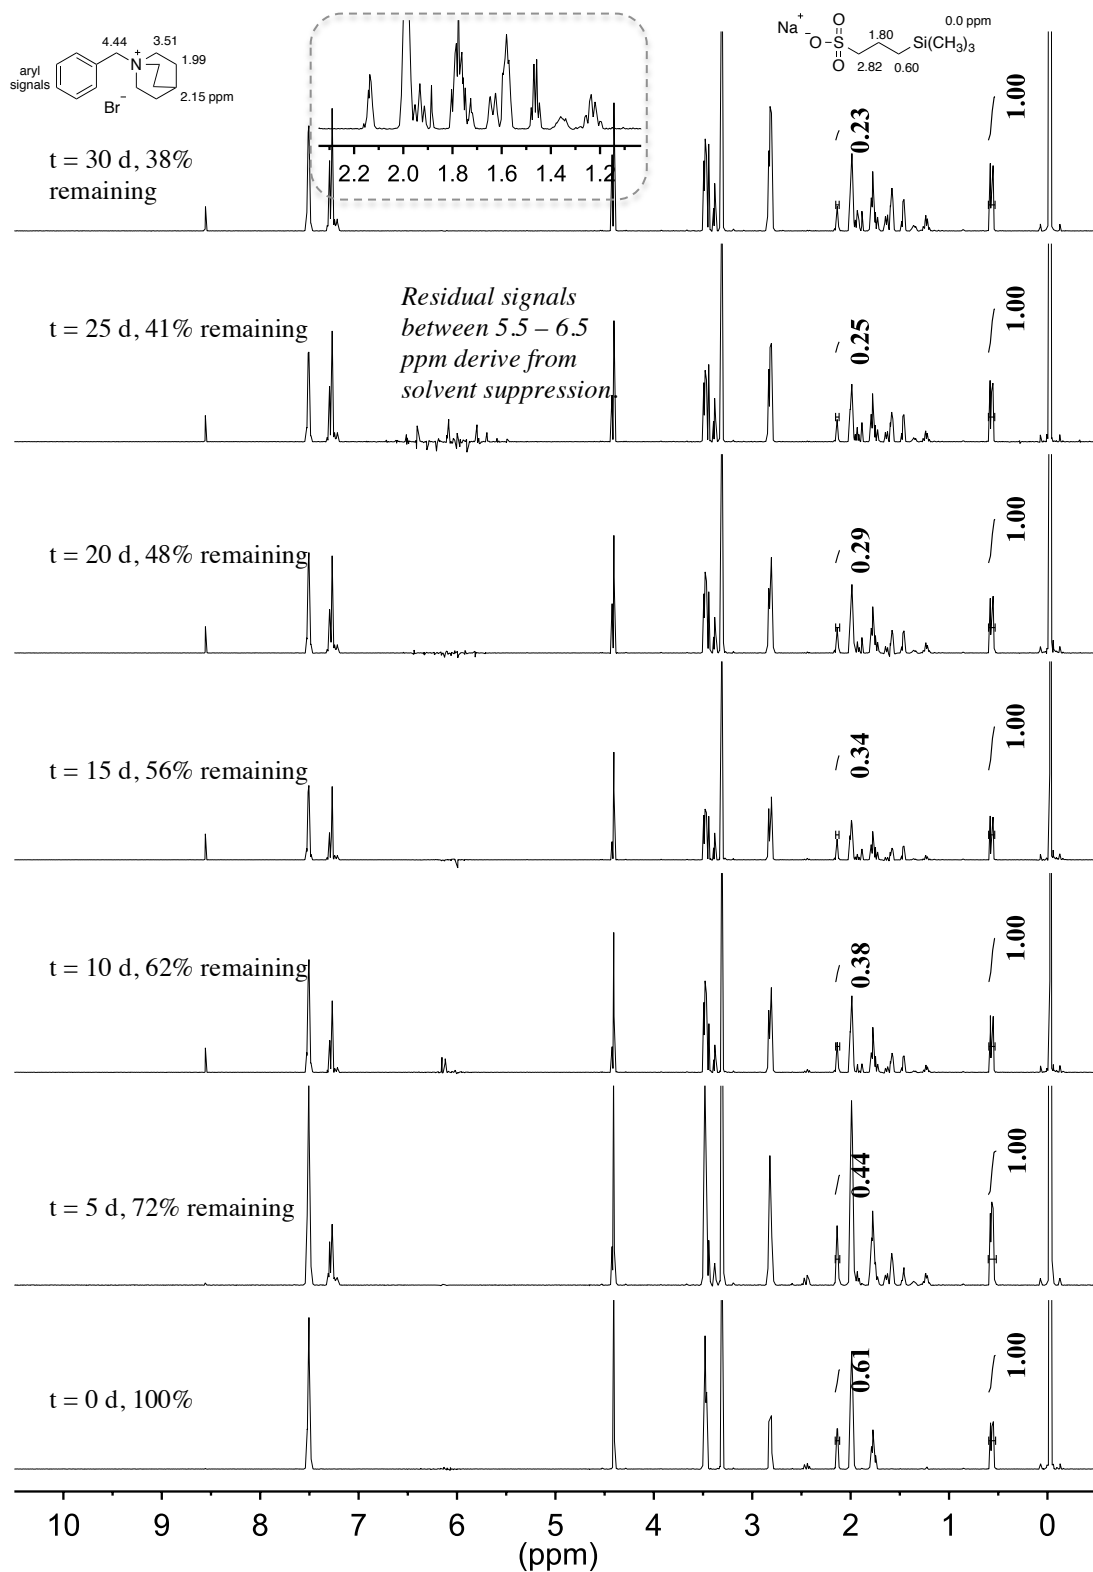 4.44
3.51
1.99
2.15 ppm
aryl
signals
N+
Br−
Na+
−O
S
O
O
1.80
2.82
0.60
0.0 ppm
Si(CH3)3
2.2 2.0 1.8 1.6 1.4 1.2
t = 30 d, 38%
remaining
0.23
1.00
t = 25 d, 41% remaining
Residual signals
between 5.5 – 6.5
ppm derive from
solvent suppression.
0.25
1.00
t = 20 d, 48% remaining
0.29
1.00
t = 15 d, 56% remaining
0.34
1.00
t = 10 d, 62% remaining
0.38
1.00
t = 5 d, 72% remaining
0.44
1.00
t = 0 d, 100%
0.61
1.00
10 9 8 7 6 5 4 3 2 1 0
(ppm)